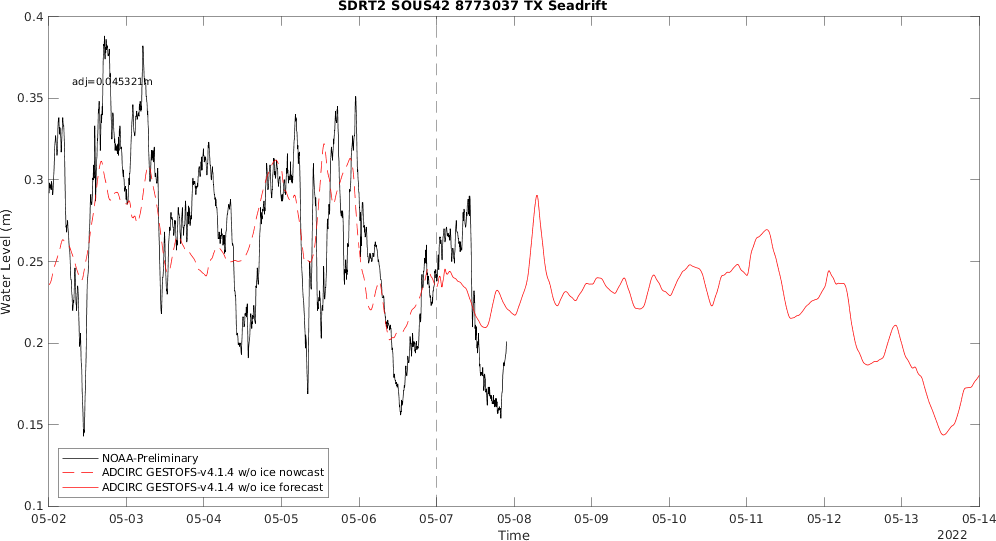 SDRT2 SOUS42 8773037 TX Seadrift
0.4
0.35
0.3
0.25
0.2
0.15
0.1
Water Level (m)
adj=0.045321m
NOAA-Preliminary
ADCIRC GESTOFS-v4.1.4 w/o ice nowcast
ADCIRC GESTOFS-v4.1.4 w/o ice forecast
05-02 05-03 05-04 05-05 05-06 05-07 05-08 05-09 05-10 05-11 05-12 05-13 05-14
Time
2022